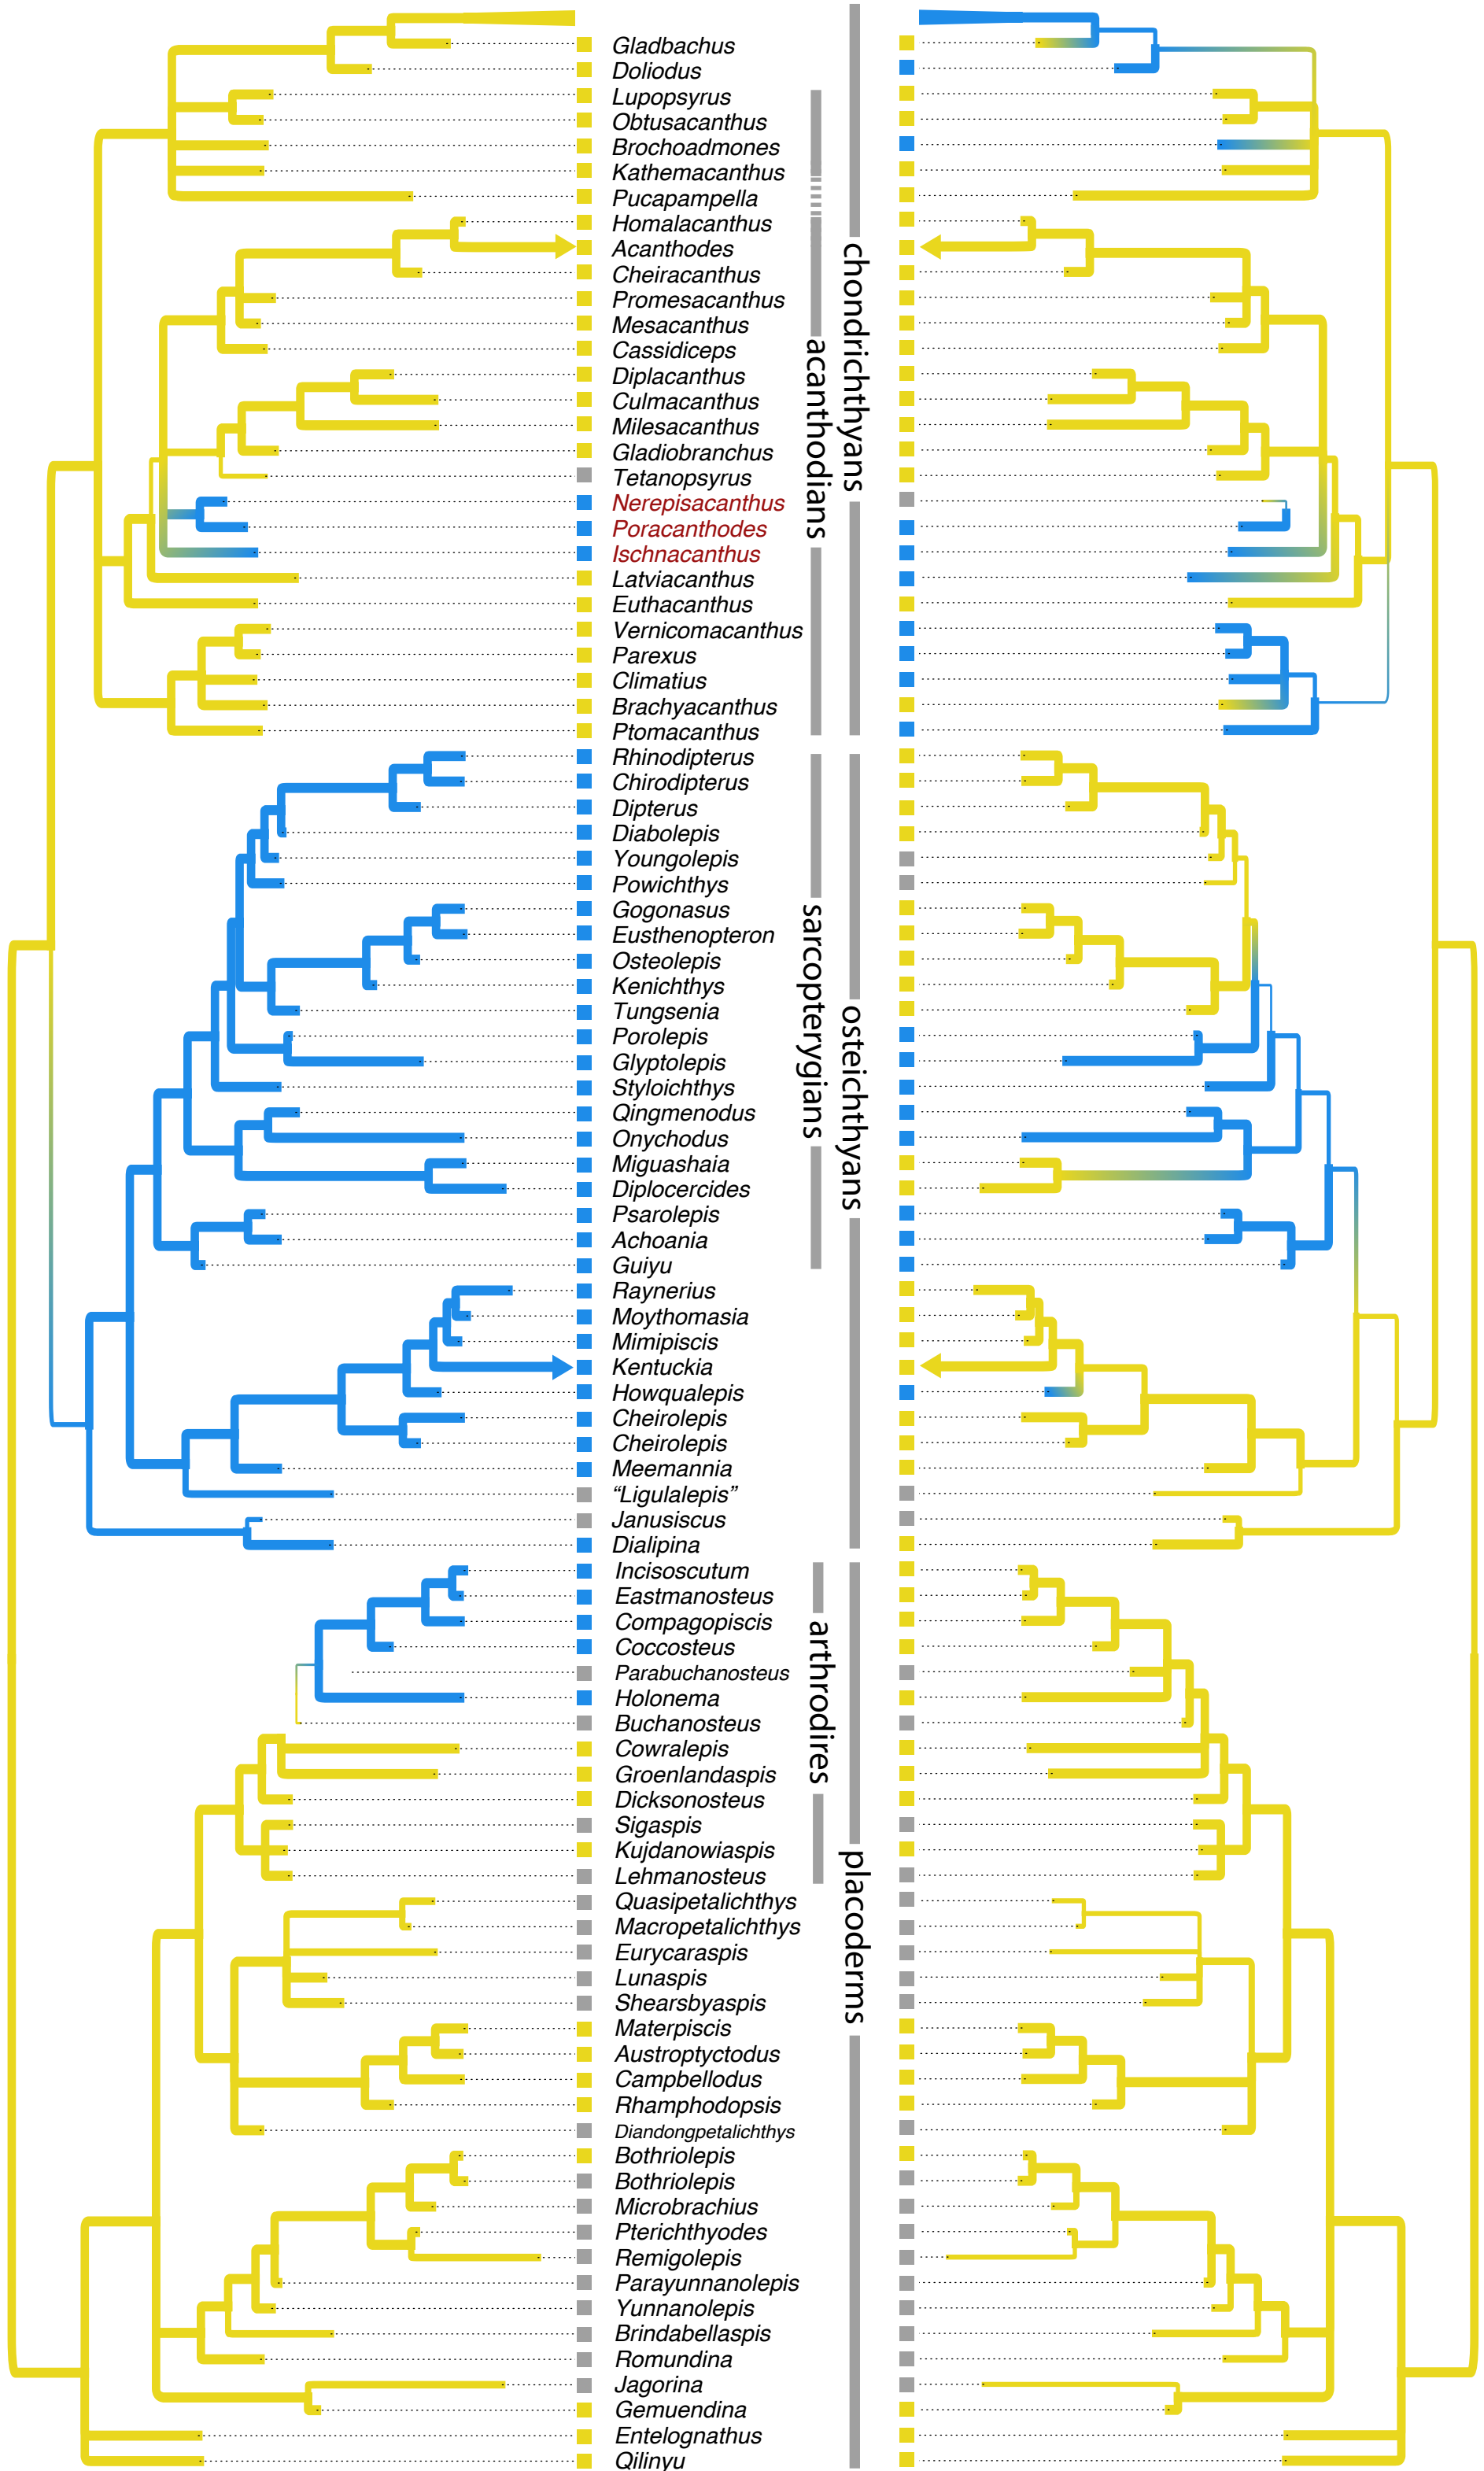 Gladbachus
Doliodus
Lupopsyrus
Obtusacanthus
Brochoadmones
Kathemacanthus
Pucapampella
Homalacanthus
Acanthodes
Cheiracanthus
Promesacanthus
Mesacanthus
Cassidiceps
Diplacanthus
Culmacanthus
Milesacanthus
Gladiobranchus
Tetanopsyrus
Nerepisacanthus
Poracanthodes
Ischnacanthus
Latviacanthus
Euthacanthus
Vernicomacanthus
Parexus
Climatius
Brachyacanthus
Ptomacanthus
Rhinodipterus
Chirodipterus
Dipterus
Diabolepis
Youngolepis
Powichthys
Gogonasus
Eusthenopteron
Osteolepis
Kenichthys
Tungsenia
Porolepis
Glyptolepis
Styloichthys
Qingmenodus
Onychodus
Miguashaia
Diplocercides
Psarolepis
Achoania
Guiyu
Raynerius
Moythomasia
Mimipiscis
Kentuckia
Howqualepis
Cheirolepis
Cheirolepis
Meemannia
“Ligulalepis”
Janusiscus
Dialipina
Incisoscutum
Eastmanosteus
Compagopiscis
Coccosteus
Parabuchanosteus
Holonema
Buchanosteus
Cowralepis
Groenlandaspis
Dicksonosteus
Sigaspis
Kujdanowiaspis
Lehmanosteus
Quasipetalichthys
Macropetalichthys
Eurycaraspis
Lunaspis
Shearsbyaspis
Materpiscis
Austroptyctodus
Campbellodus
Rhamphodopsis
Diandongpetalichthys
Bothriolepis
Bothriolepis
Microbrachius
Pterichthyodes
Remigolepis
Parayunnanolepis
Yunnanolepis
Brindabellaspis
Romundina
Jagorina
Gemuendina
Entelognathus
Qilinyu
acanthodians
sarcopterygians
arthrodires
chondrichthyans
osteichthyans
placoderms